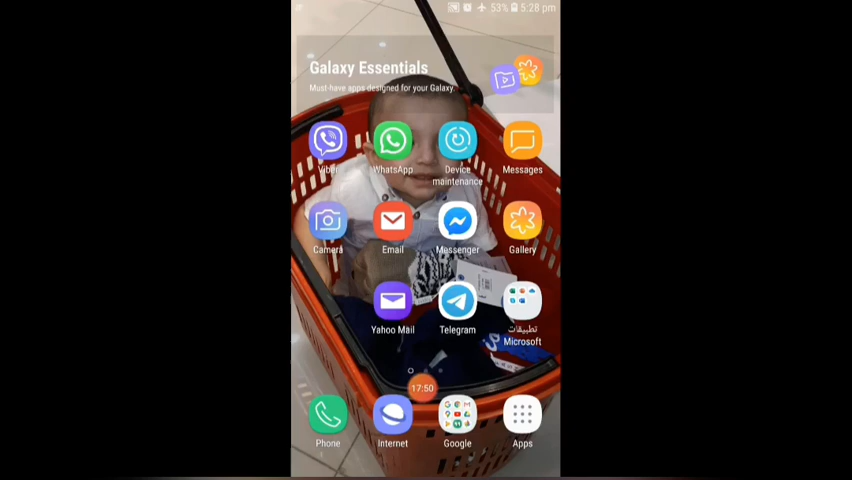 53% 5:28 pm
Galaxy Essentials
Must-have apps designed for your Galaxy.
Viber
WhatsApp
Device
maintenance
Messages
Camera
Email
Messenger
Gallery
Yahoo Mail
Telegram
تطبيقات
Microsoft
17:50
Phone
Internet
Google
Apps